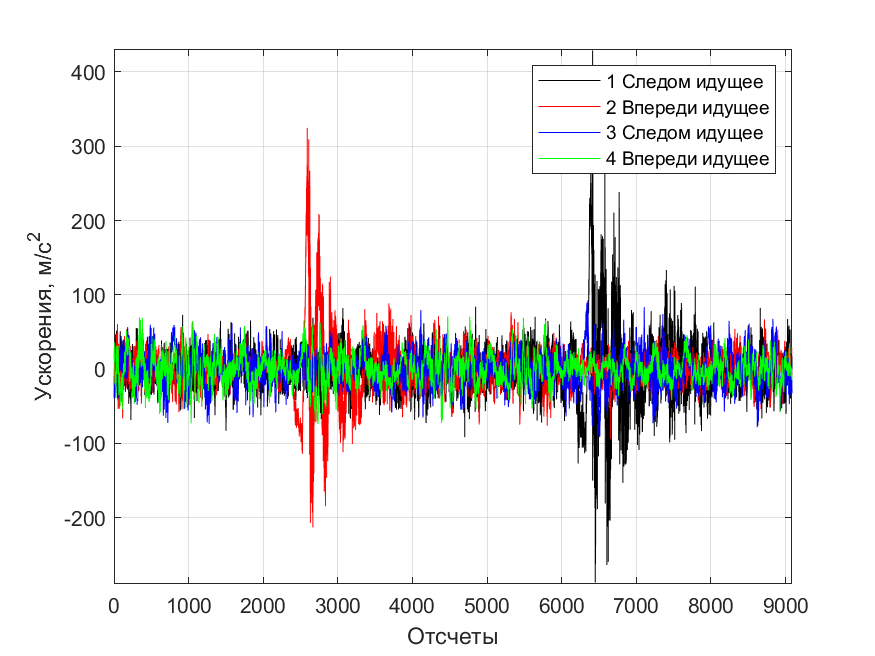 400
300
200
100
0
-100
-200
Ускорения, м/с²
1 Следом идущее
2 Впереди идущее
3 Следом идущее
4 Впереди идущее
0 1000 2000 3000 4000 5000 6000 7000 8000 9000
Отсчеты